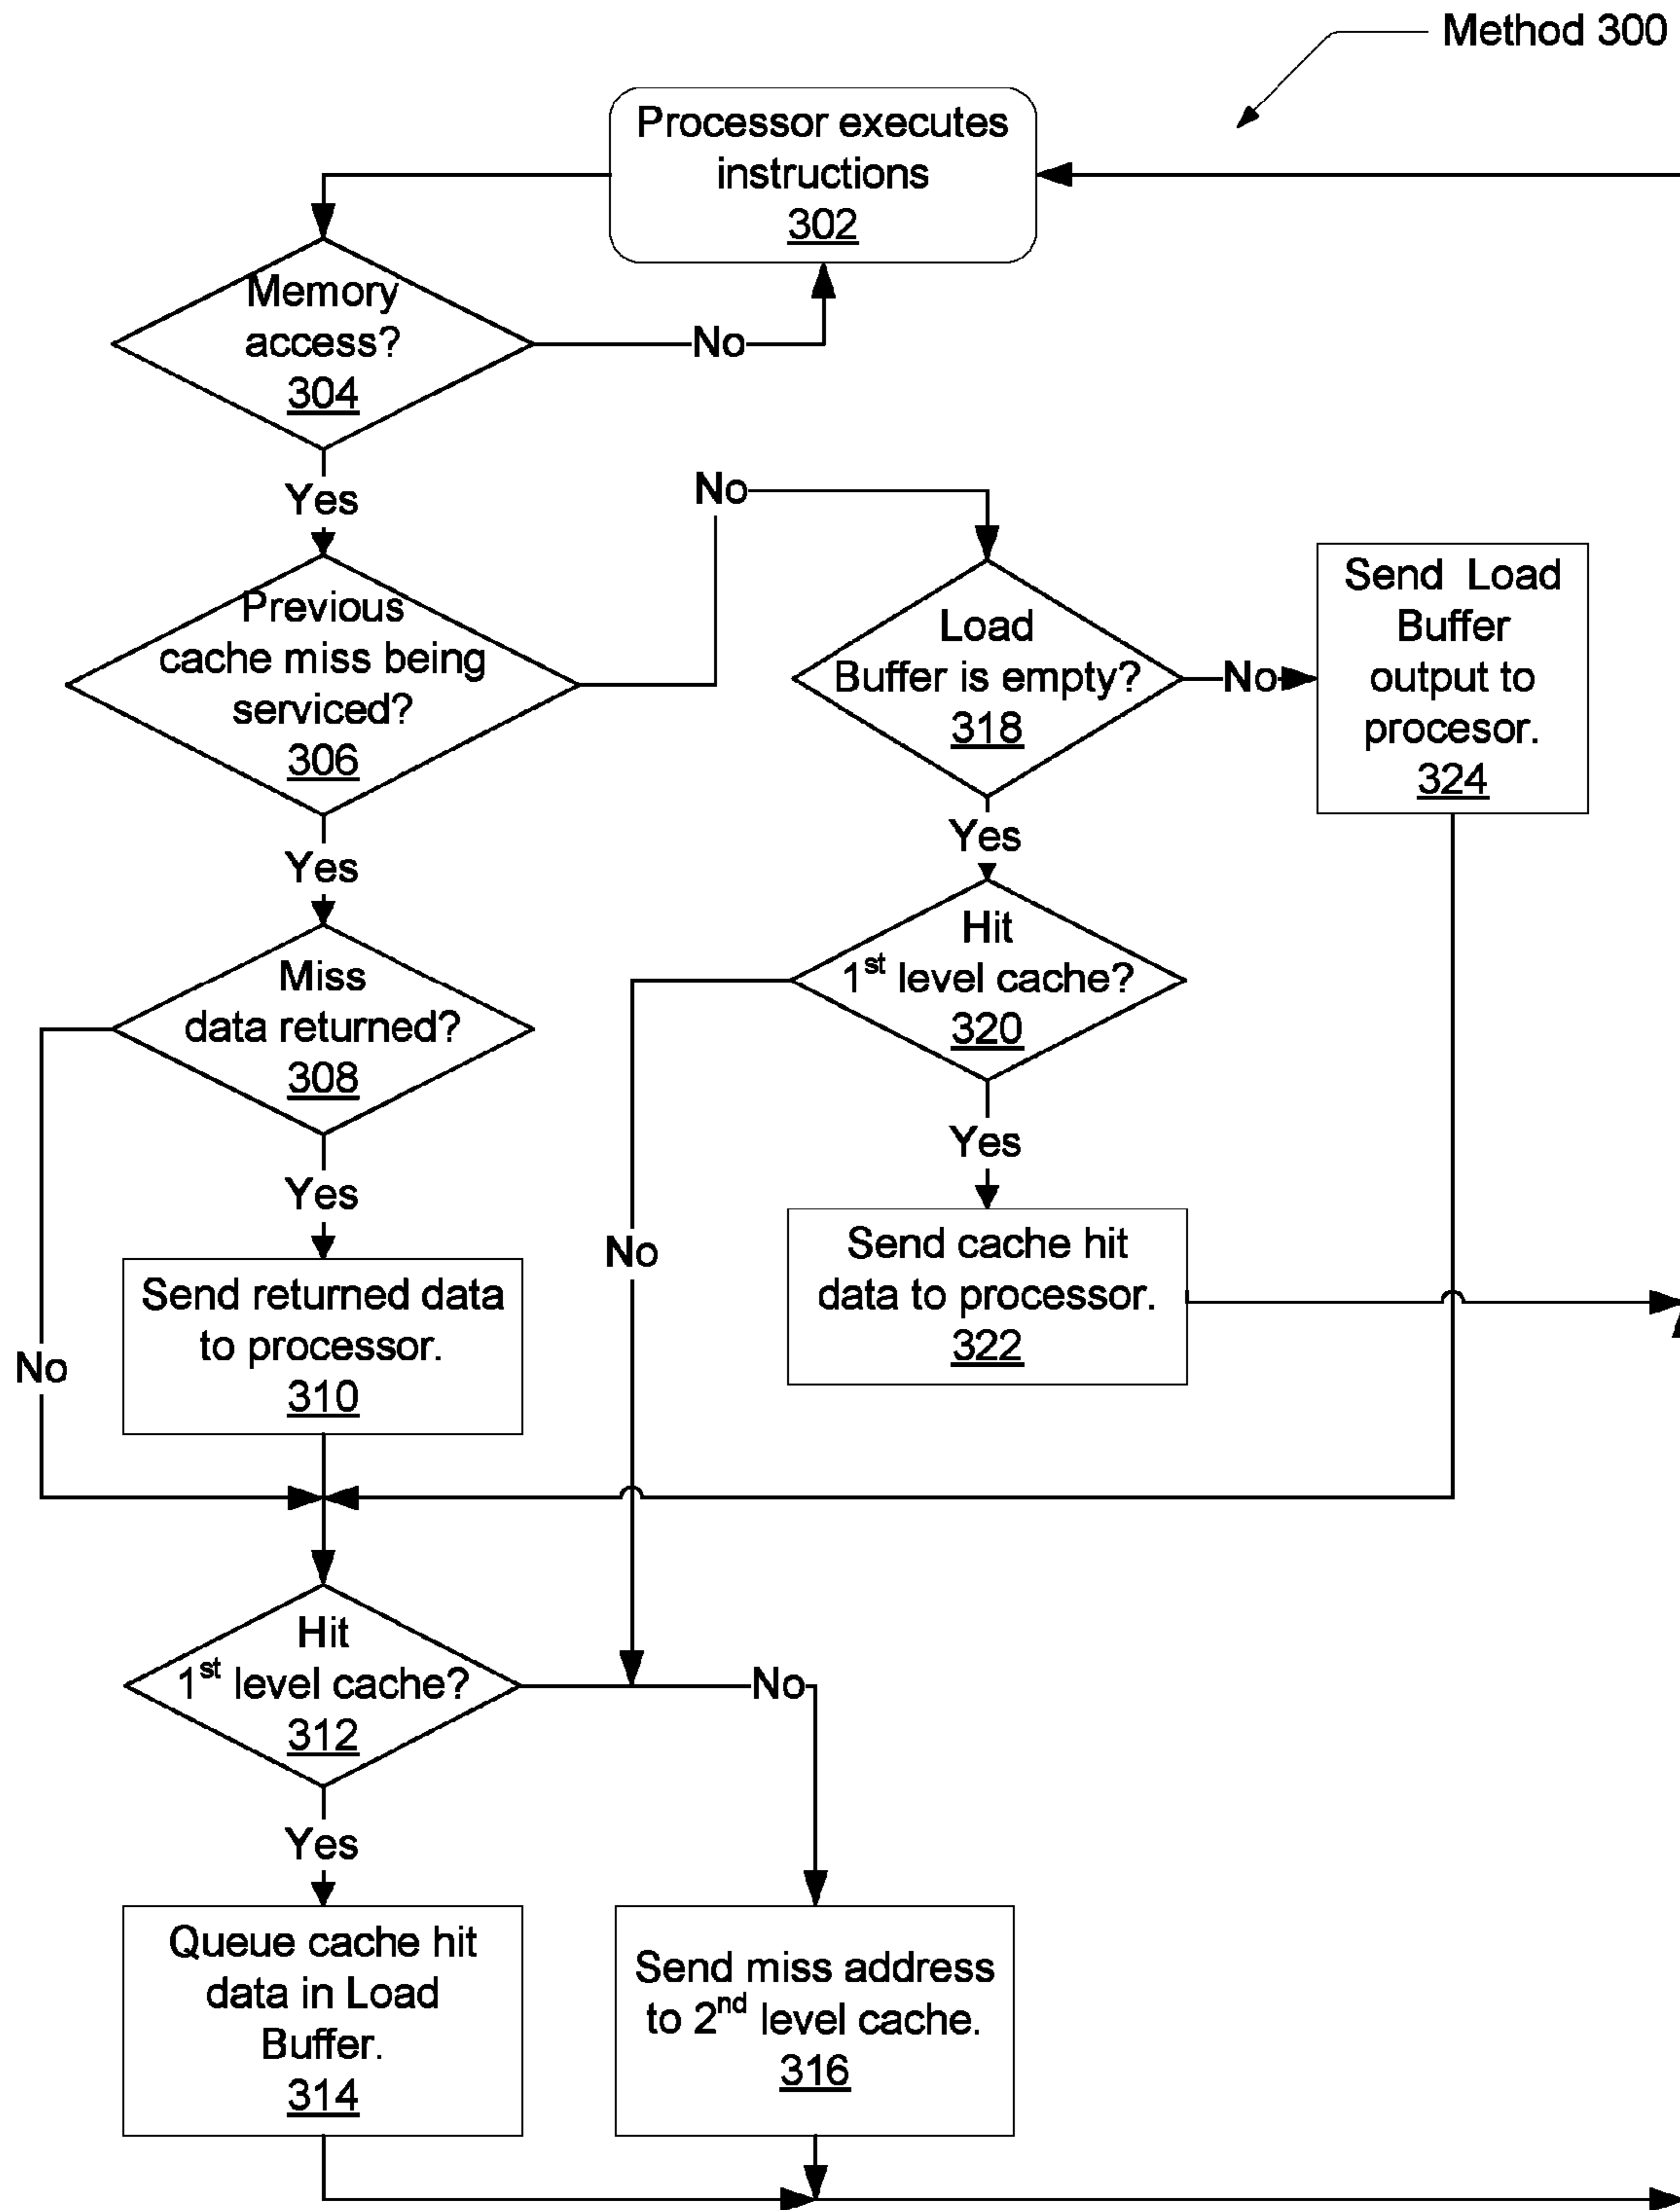 Method 300
Processor executes
instructions
302
Memory
access?
304
No
Yes
No
Previous
cache miss being
serviced?
306
Load
Buffer is empty?
318
No
Send Load
Buffer
output to
procesor.
324
Yes
Yes
Miss
data returned?
308
Hit
1st level cache?
320
Yes
Yes
No
No
Send returned data
to processor.
310
Send cache hit
data to processor.
322
Hit
1st level cache?
312
No
Yes
Queue cache hit
data in Load
Buffer.
314
Send miss address
to 2nd level cache.
316